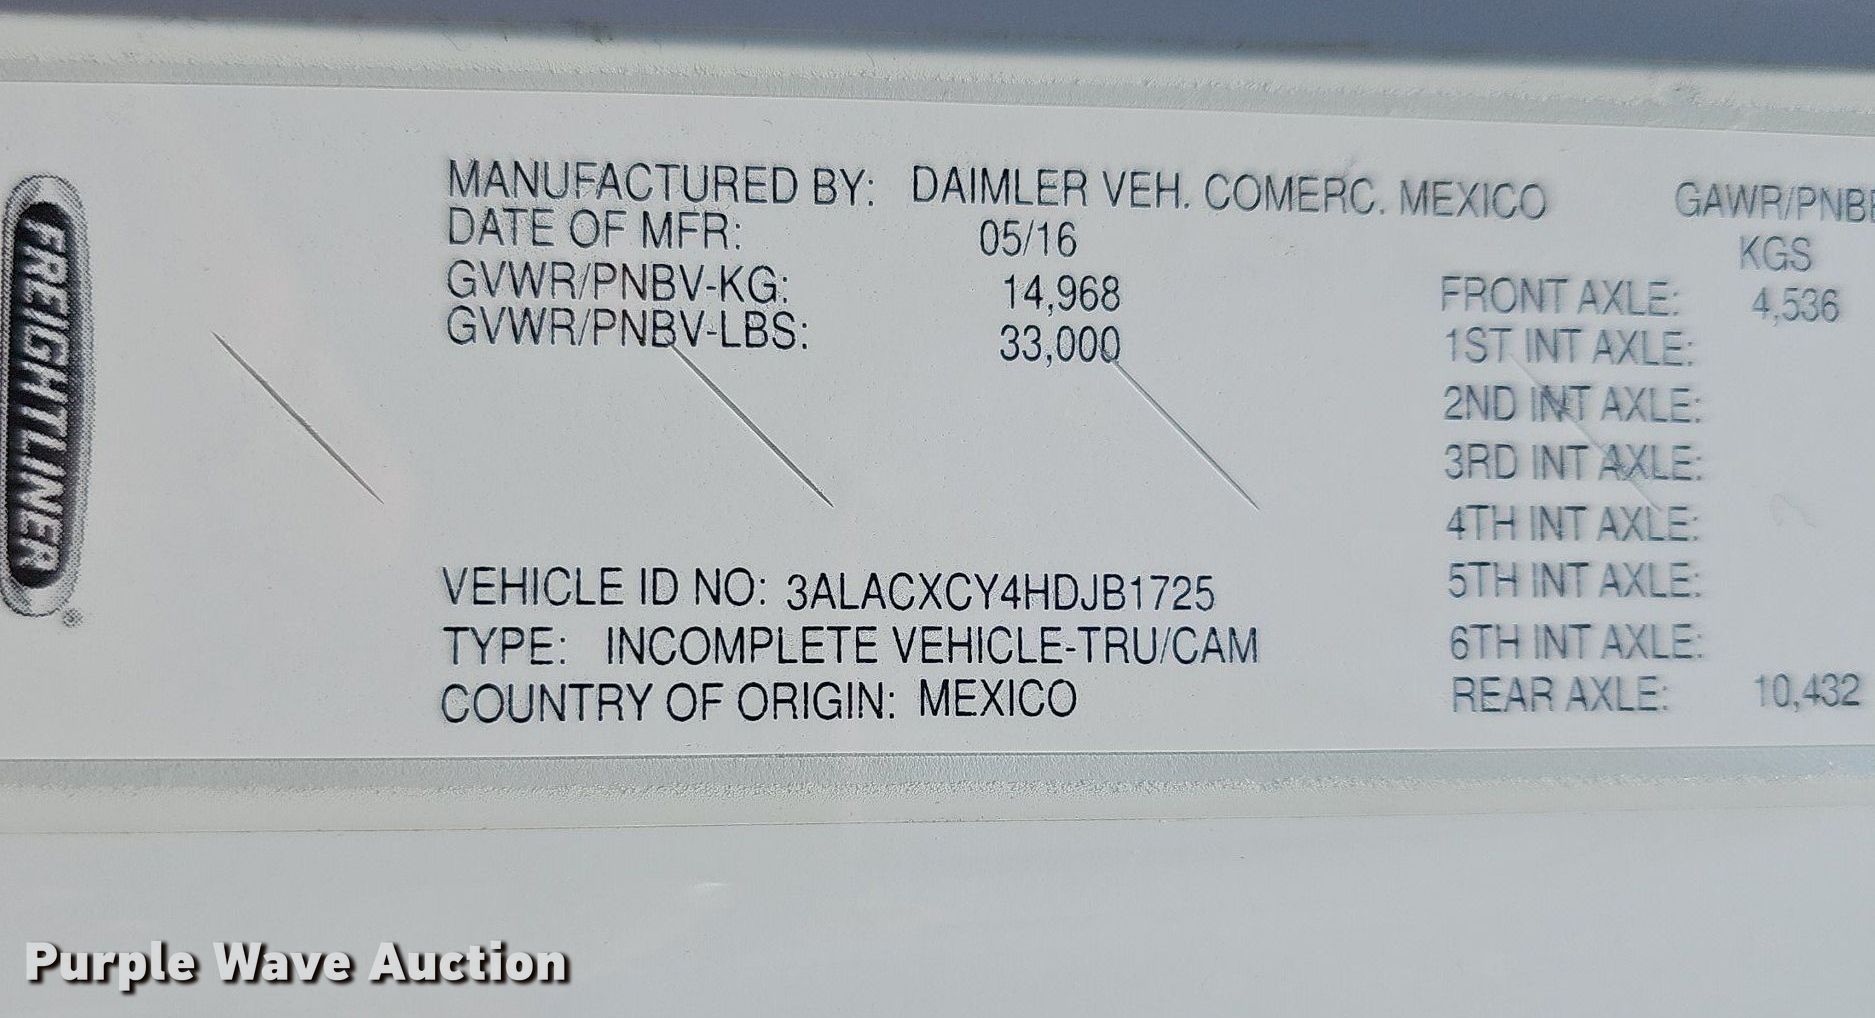 FREIGHTLINER
®
MANUFACTURED BY: DAIMLER VEH. COMERC. MEXICO
DATE OF MFR: 05/16
GVWR/PNBV-KG: 14,968
GVWR/PNBV-LBS: 33,000
VEHICLE ID NO: 3ALACXCY4HDJB1725
TYPE: INCOMPLETE VEHICLE-TRU/CAM
COUNTRY OF ORIGIN: MEXICO
GAWR/PNBE
KGS
FRONT AXLE: 4,536
1ST INT AXLE:
2ND INT AXLE:
3RD INT AXLE:
4TH INT AXLE:
5TH INT AXLE:
6TH INT AXLE:
REAR AXLE: 10,432
Purple Wave Auction